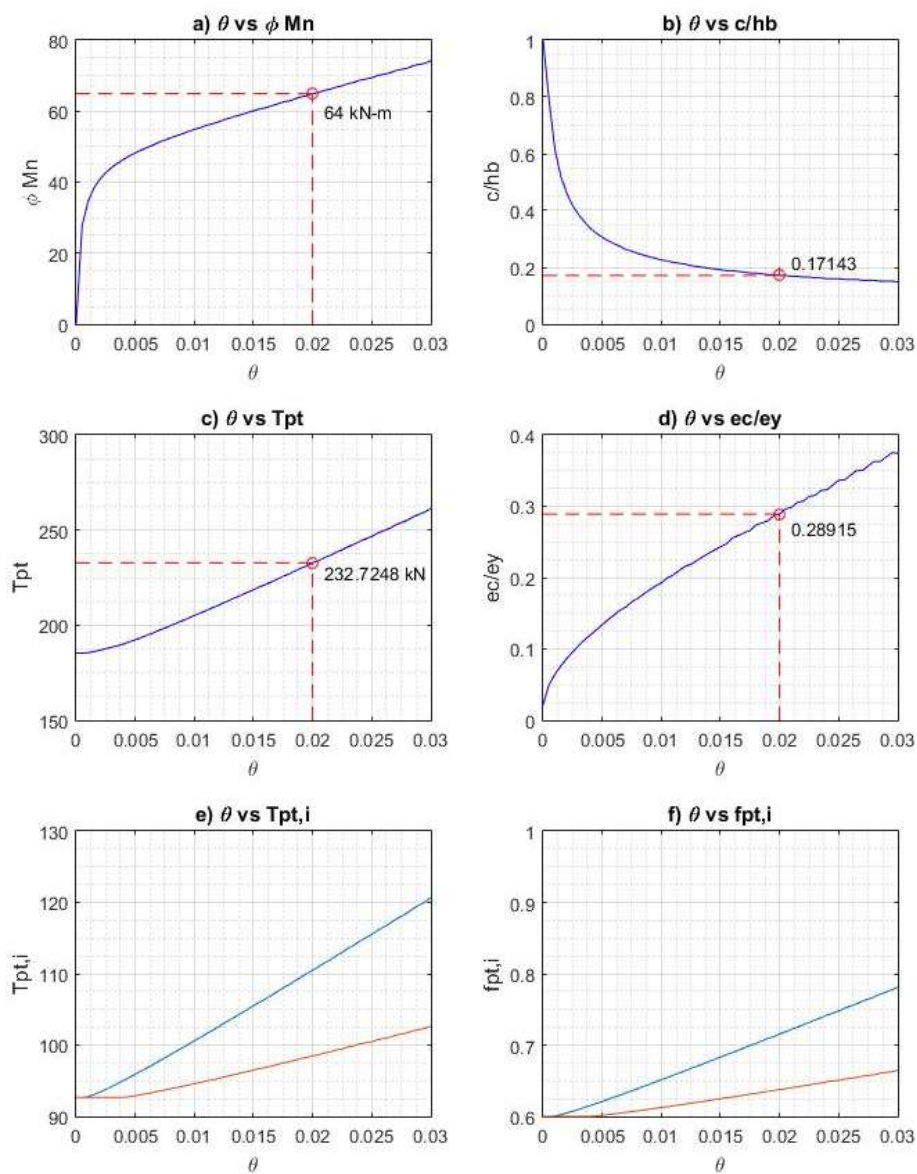 a) θ vs ϕ Mn
80
60
40
20
0
ϕ Mn
64 kN-m
0 0.005 0.01 0.015 0.02 0.025 0.03
θ
b) θ vs c/hb
1
0.8
0.6
0.4
0.2
0
c/hb
0.17143
0 0.005 0.01 0.015 0.02 0.025 0.03
θ
c) θ vs Tpt
300
250
200
150
Tpt
232.7248 kN
0 0.005 0.01 0.015 0.02 0.025 0.03
θ
d) θ vs ec/ey
0.4
0.3
0.2
0.1
0
ec/ey
0.28915
0 0.005 0.01 0.015 0.02 0.025 0.03
θ
e) θ vs Tpt,i
130
120
110
100
90
Tpt,i
0 0.005 0.01 0.015 0.02 0.025 0.03
θ
f) θ vs fpt,i
1
0.9
0.8
0.7
0.6
fpt,i
0 0.005 0.01 0.015 0.02 0.025 0.03
θ